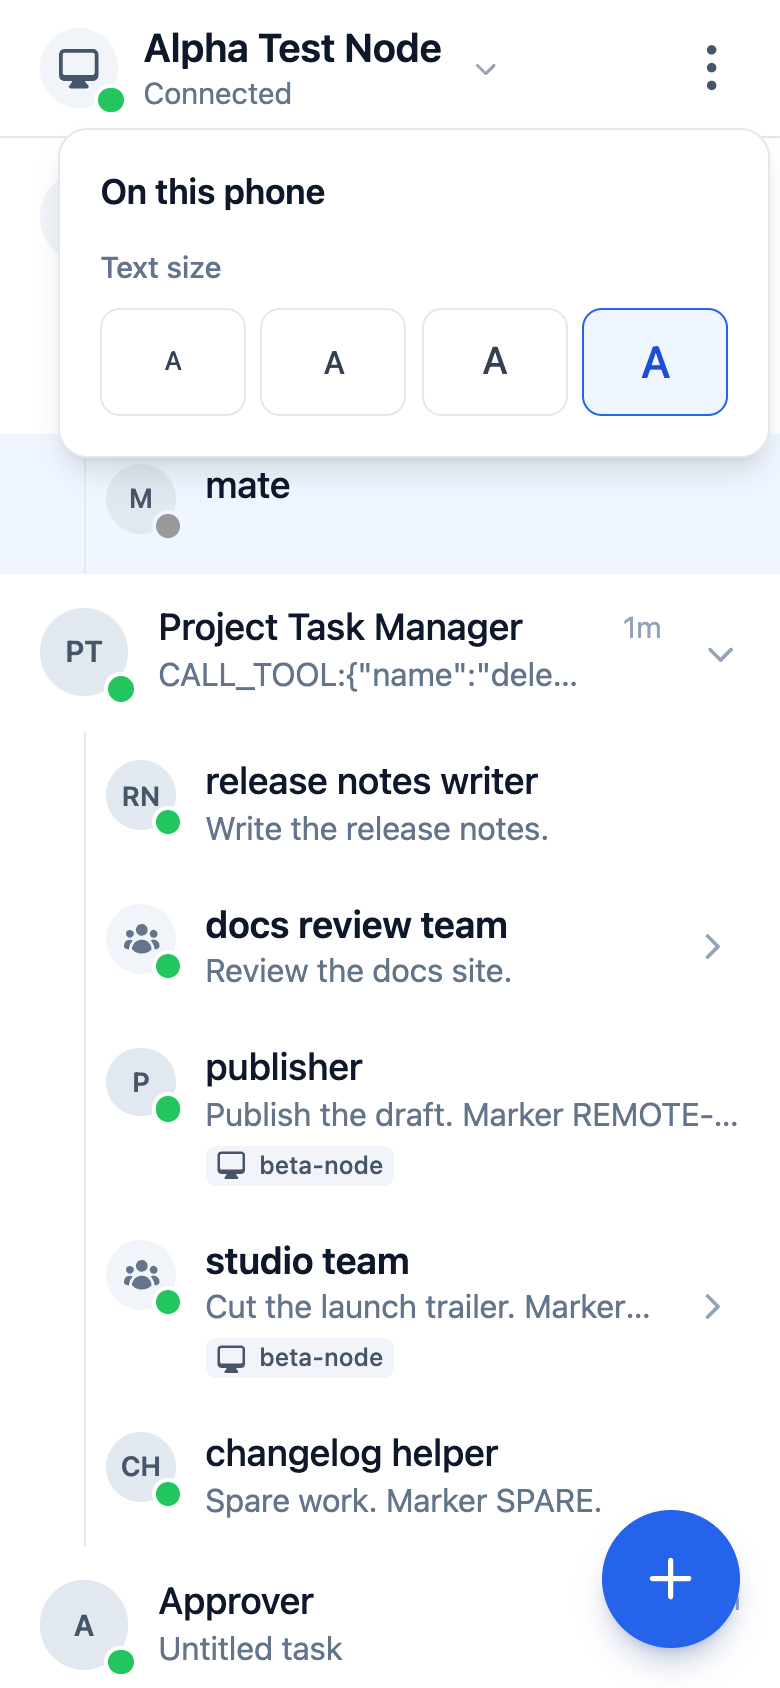 Alpha Test Node
Connected
On this phone
Text size
A A A A
M
mate
PT
Project Task Manager
1m
CALL_TOOL:{"name":"dele...
RN
release notes writer
Write the release notes.
docs review team
Review the docs site.
P
publisher
Publish the draft. Marker REMOTE-...
beta-node
studio team
Cut the launch trailer. Marker...
beta-node
CH
changelog helper
Spare work. Marker SPARE.
A
Approver
Untitled task